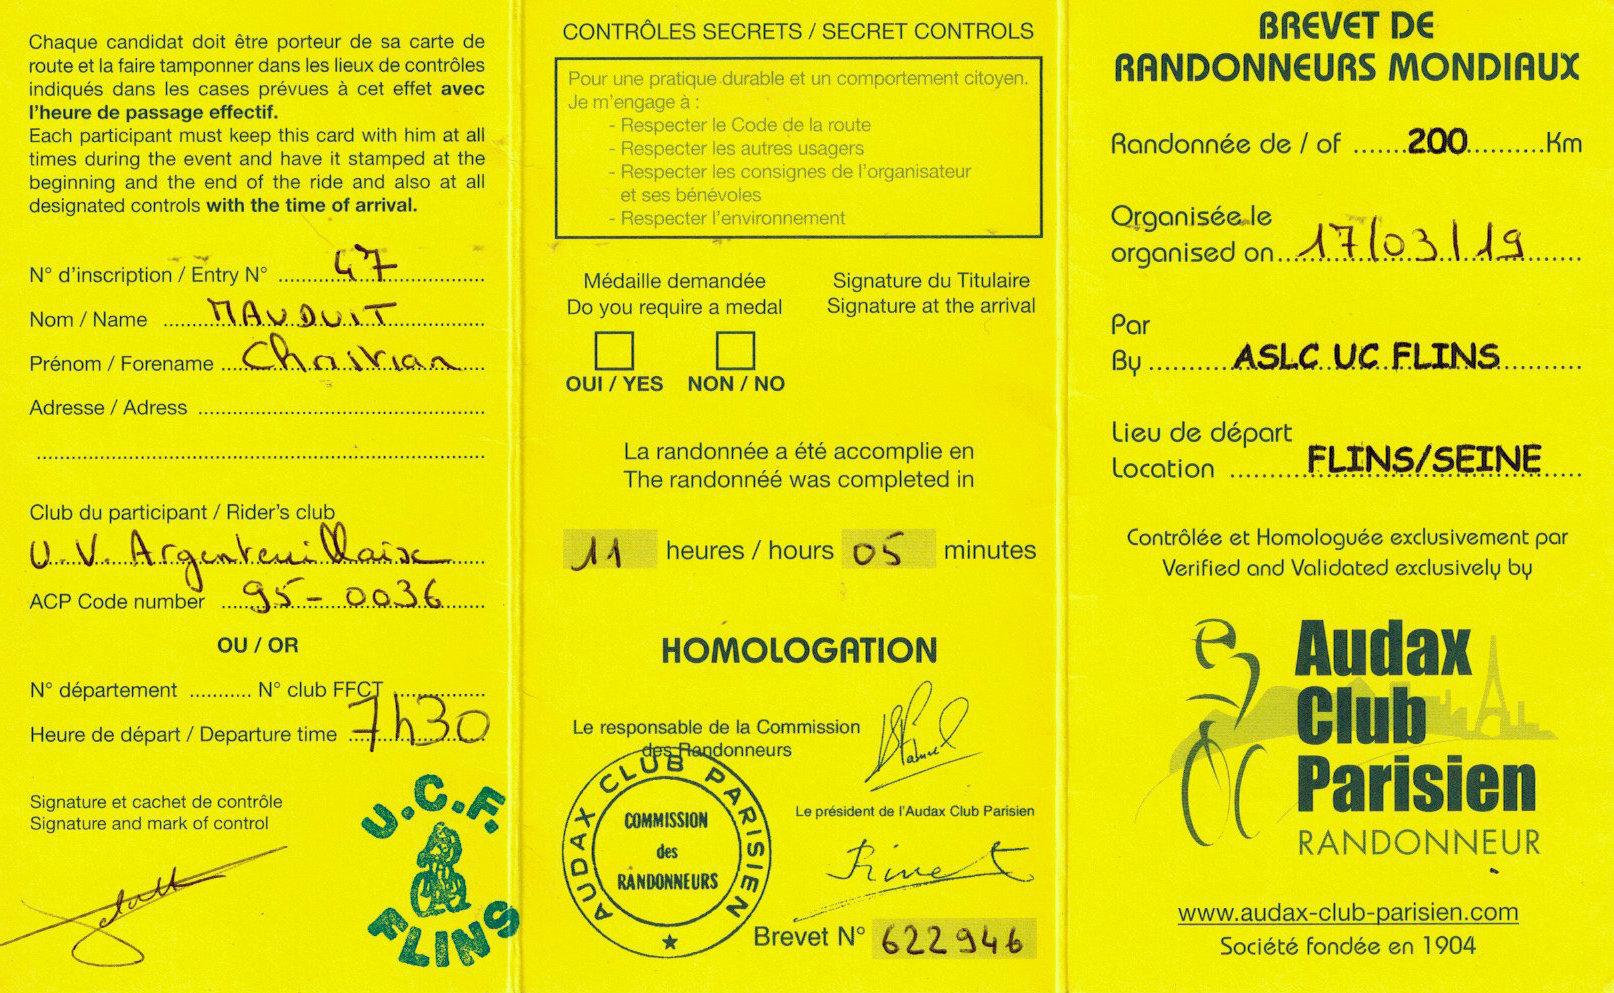 Chaque candidat doit être porteur de sa carte de
route et la faire tamponner dans les lieux de contrôles
indiqués dans les cases prévues à cet effet avec
l'heure de passage effectif.
Each participant must keep this card with him at all
times during the event and have it stamped at the
beginning and the end of the ride and also at all
designated controls with the time of arrival.
N° d'inscription / Entry N° 47
Nom / Name MAUDUIT
Prénom / Forename Christian
Adresse / Adress
Club du participant / Rider's club
U.V. Argenteuillaise
ACP Code number 95-0036
OU / OR
N° département ........... N° club FFCT ...............
Heure de départ / Departure time 7h30
Signature et cachet de contrôle
Signature and mark of control
U.C.F.
FLINS
CONTRÔLES SECRETS / SECRET CONTROLS
Pour une pratique durable et un comportement citoyen.
Je m'engage à :
- Respecter le Code de la route
- Respecter les autres usagers
- Respecter les consignes de l'organisateur
et ses bénévoles
- Respecter l'environnement
Médaille demandée
Do you require a medal
OUI / YES NON / NO
Signature du Titulaire
Signature at the arrival
La randonnée a été accomplie en
The randonnéé was completed in
11 heures / hours 05 minutes
HOMOLOGATION
Le responsable de la Commission
des Randonneurs
AUDAX CLUB PARISIEN
COMMISSION
des
RANDONNEURS
Le président de l'Audax Club Parisien
Brevet N° 622946
BREVET DE
RANDONNEURS MONDIAUX
Randonnée de / of .......200..........Km
Organisée le
organised on 17/03/19
Par
By ASLC UC FLINS
Lieu de départ
Location FLINS/SEINE
Contrôlée et Homologuée exclusivement par
Verified and Validated exclusively by
Audax
Club
Parisien
RANDONNEUR
www.audax-club-parisien.com
Société fondée en 1904